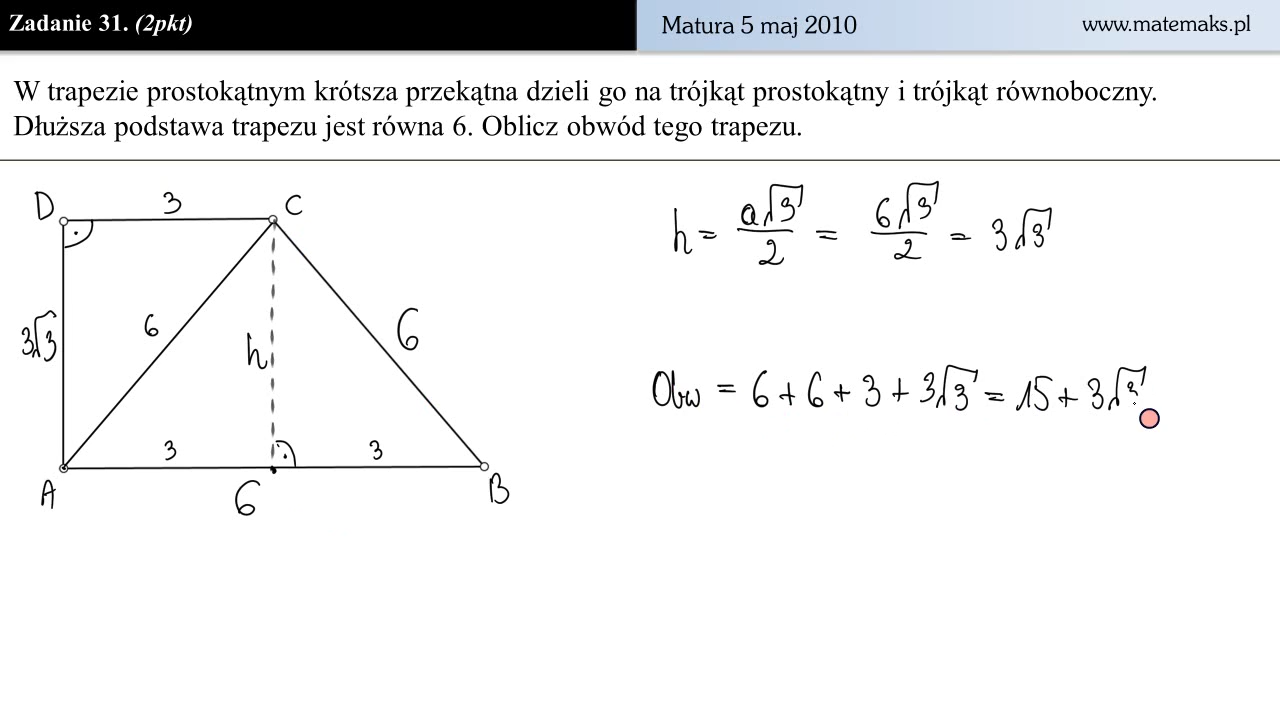 Zadanie 31. (2pkt)
Matura 5 maj 2010
www.matemaks.pl
W trapezie prostokątnym krótsza przekątna dzieli go na trójkąt prostokątny i trójkąt równoboczny.
Dłuższa podstawa trapezu jest równa 6. Oblicz obwód tego trapezu.
D 3 C
3√3 6 h 6
3 3
A 6 B
h = a√3/2 = 6√3/2 = 3√3
Obw = 6 + 6 + 3 + 3√3 = 15 + 3√3